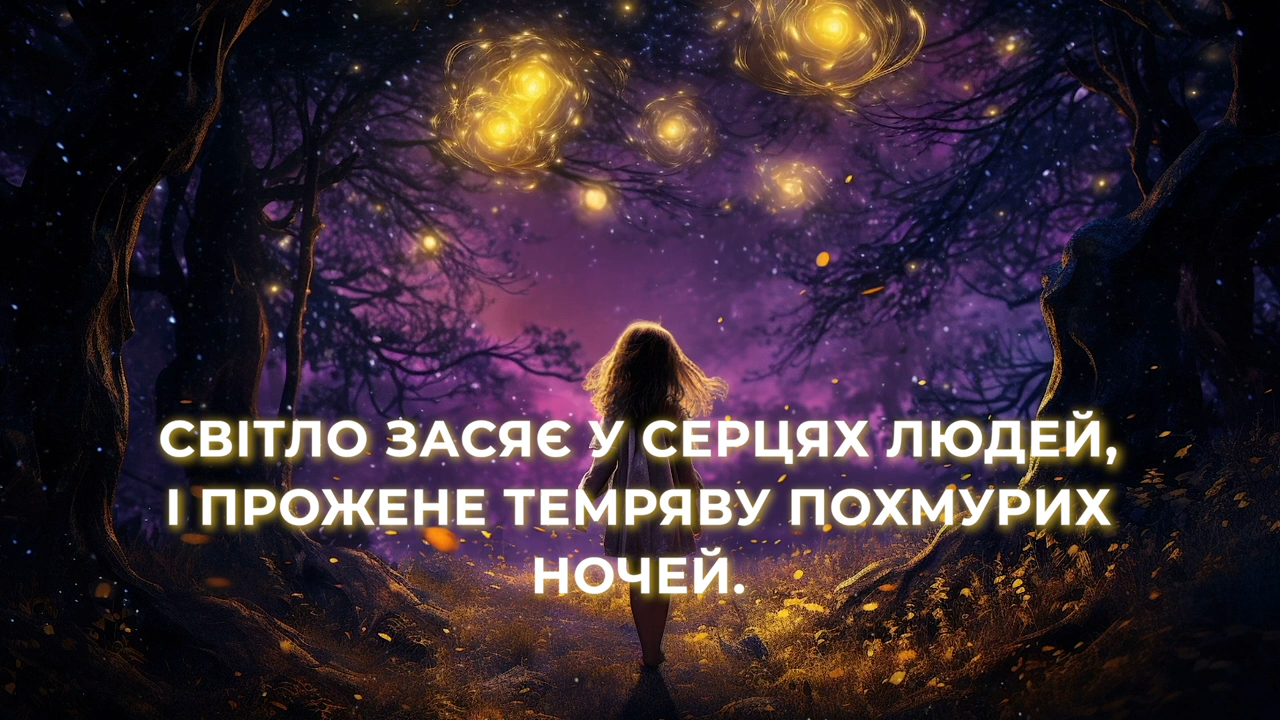 СВІТЛО ЗАСЯЄ У СЕРЦЯХ ЛЮДЕЙ,
І ПРОЖЕНЕ ТЕМРЯВУ ПОХМУРИХ
НОЧЕЙ.